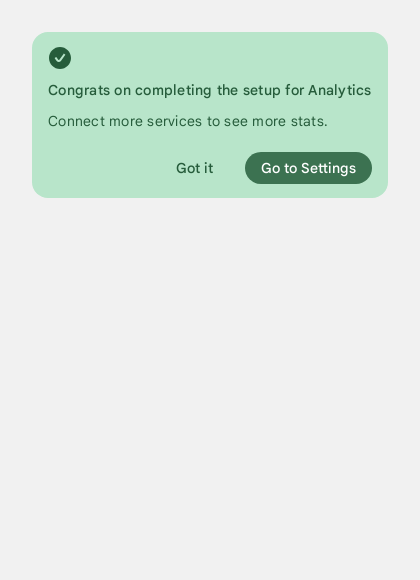 Congrats on completing the setup for Analytics
Connect more services to see more stats.
Got it
Go to Settings